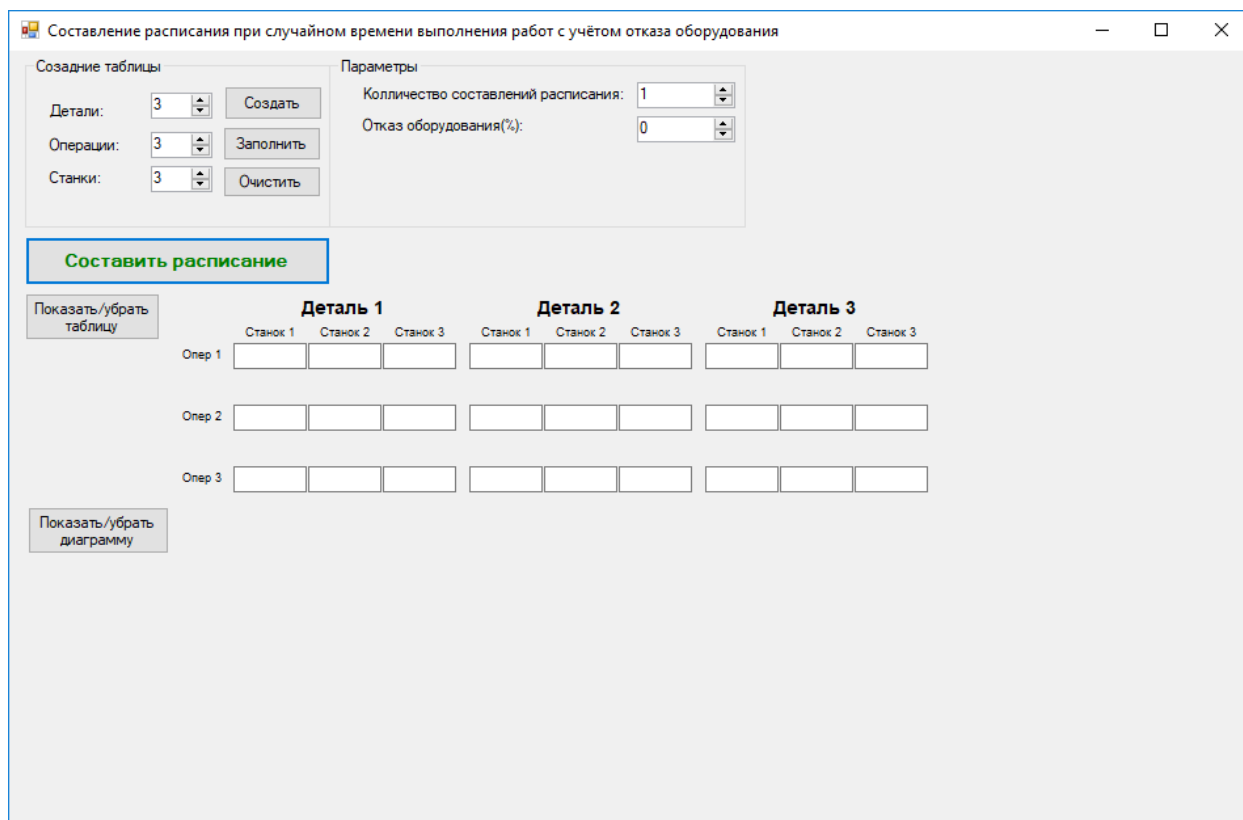 Составление расписания при случайном времени выполнения работ с учётом отказа оборудования
Созадние таблицы
Параметры
Детали: 3 Создать
Колличество составлений расписания: 1
Отказ оборудования(%): 0
Операции: 3 Заполнить
Станки: 3 Очистить
Составить расписание
Показать/убрать
таблицу
Деталь 1 Деталь 2 Деталь 3
Станок 1 Станок 2 Станок 3 Станок 1 Станок 2 Станок 3 Станок 1 Станок 2 Станок 3
Опер 1
Опер 2
Опер 3
Показать/убрать
диаграмму